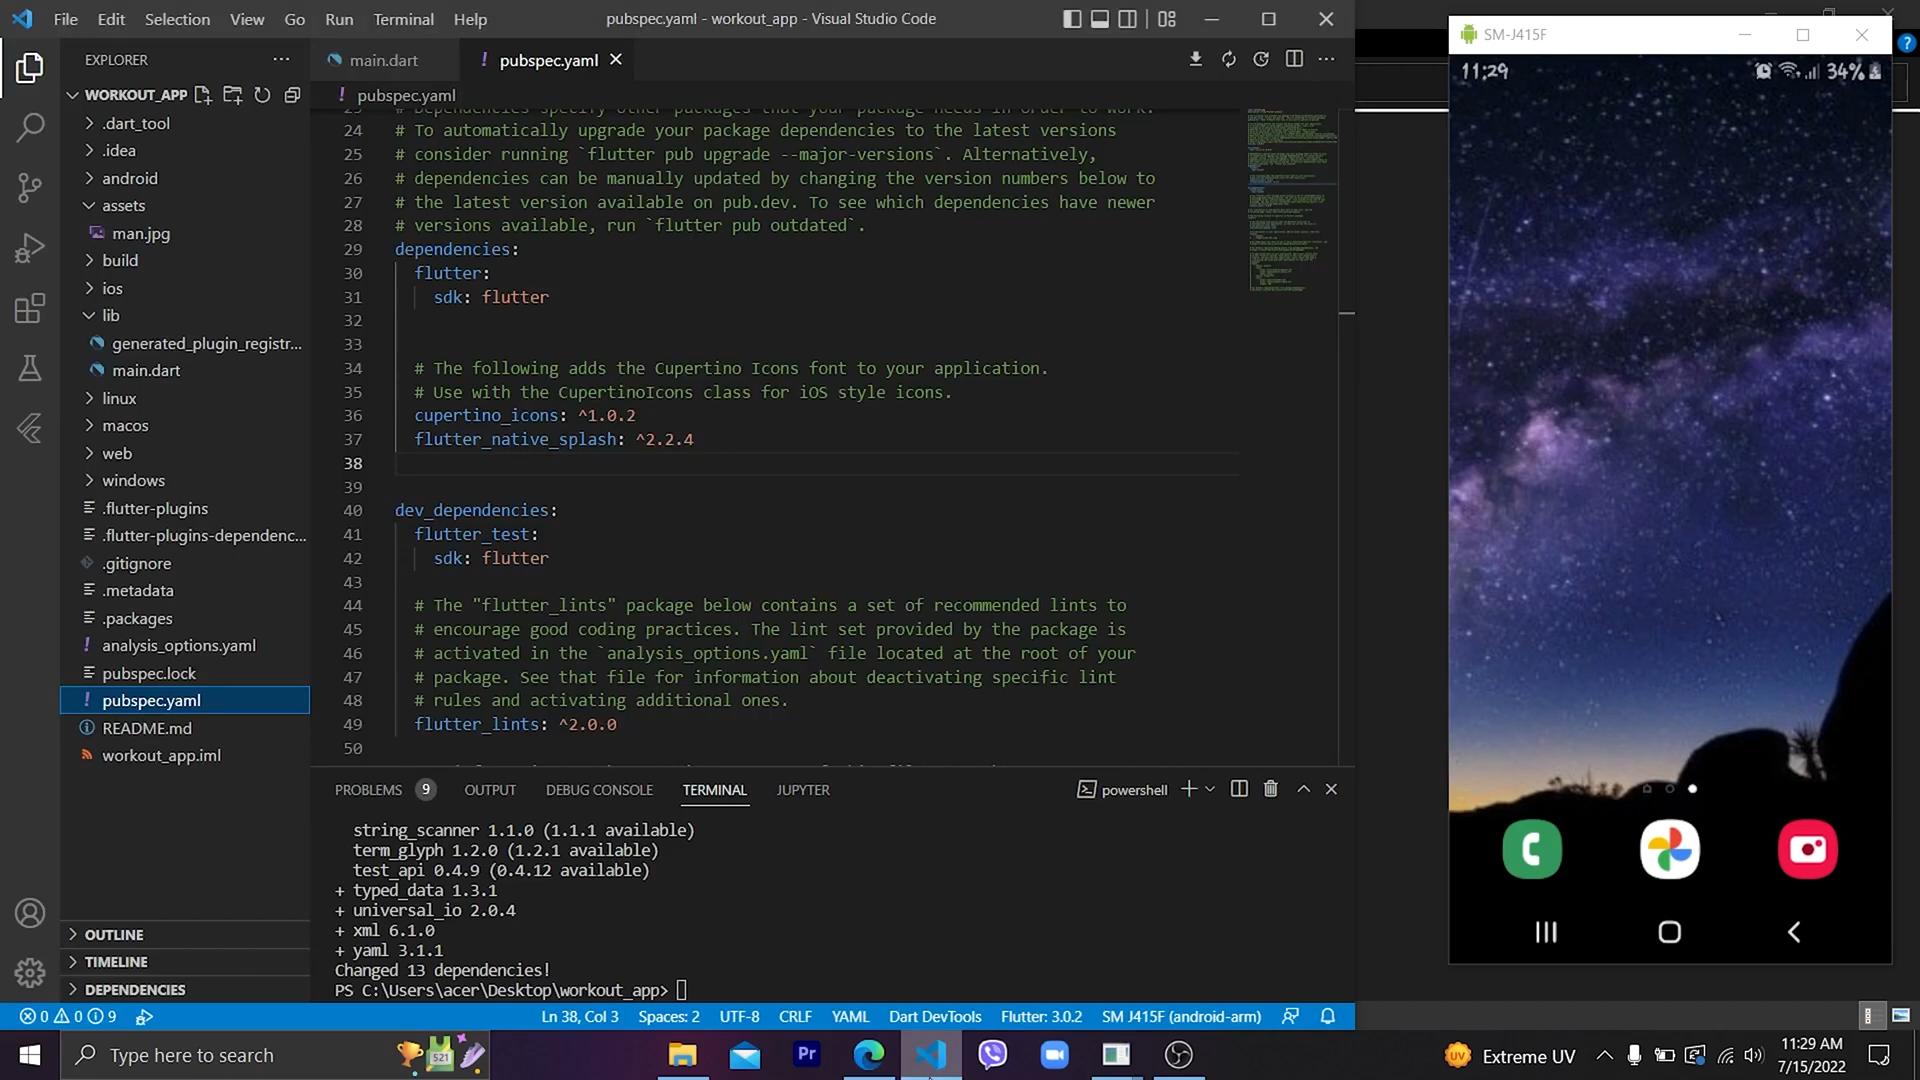 File Edit Selection View Go Run Terminal Help
pubspec.yaml - workout_app - Visual Studio Code
EXPLORER
WORKOUT_APP
.dart_tool
.idea
android
assets
man.jpg
build
ios
lib
generated_plugin_registr...
main.dart
linux
macos
web
windows
.flutter-plugins
.flutter-plugins-dependenc...
.gitignore
.metadata
.packages
analysis_options.yaml
pubspec.lock
pubspec.yaml
README.md
workout_app.iml
OUTLINE
TIMELINE
DEPENDENCIES
main.dart
pubspec.yaml
pubspec.yaml
23 # Dependencies specify other packages that your package needs in order to work.
24 # To automatically upgrade your package dependencies to the latest versions
25 # consider running `flutter pub upgrade --major-versions`. Alternatively,
26 # dependencies can be manually updated by changing the version numbers below to
27 # the latest version available on pub.dev. To see which dependencies have newer
28 # versions available, run `flutter pub outdated`.
29 dependencies:
30 flutter:
31 sdk: flutter
32
33
34 # The following adds the Cupertino Icons font to your application.
35 # Use with the CupertinoIcons class for iOS style icons.
36 cupertino_icons: ^1.0.2
37 flutter_native_splash: ^2.2.4
38
39
40 dev_dependencies:
41 flutter_test:
42 sdk: flutter
43
44 # The "flutter_lints" package below contains a set of recommended lints to
45 # encourage good coding practices. The lint set provided by the package is
46 # activated in the `analysis_options.yaml` file located at the root of your
47 # package. See that file for information about deactivating specific lint
48 # rules and activating additional ones.
49 flutter_lints: ^2.0.0
50
PROBLEMS 9 OUTPUT DEBUG CONSOLE TERMINAL JUPYTER
powershell
string_scanner 1.1.0 (1.1.1 available)
term_glyph 1.2.0 (1.2.1 available)
test_api 0.4.9 (0.4.12 available)
+ typed_data 1.3.1
+ universal_io 2.0.4
+ xml 6.1.0
+ yaml 3.1.1
Changed 13 dependencies!
PS C:\Users\acer\Desktop\workout_app>
0 0 9
Ln 38, Col 3 Spaces: 2 UTF-8 CRLF YAML Dart DevTools Flutter: 3.0.2 SM J415F (android-arm)
SM-J415F
11:29
34%
Type here to search
521
Pr
UV Extreme UV
11:29 AM
7/15/2022